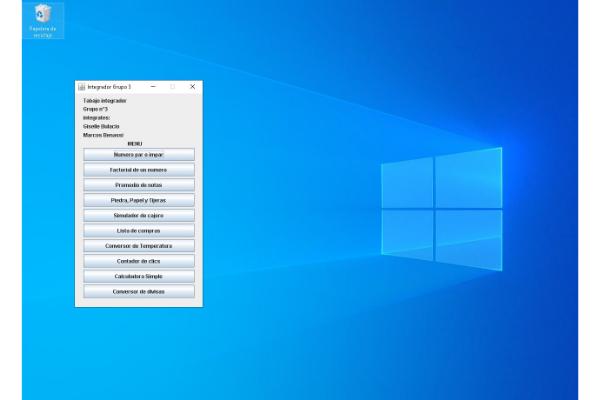 Papelera de
reciclaje
Integrador Grupo 3
Tabajo integrador
Grupo n°3
Integrates:
Giselle Bulacio
Marcos Benassi
MENU
Numero par o impar
Factorial de un numero
Promedio de notas
Piedra, Papel y Tijeras
Simulador de cajero
Lista de compras
Conversor de Temperatura
Contador de clics
Calculadora Simple
Conversor de divisas